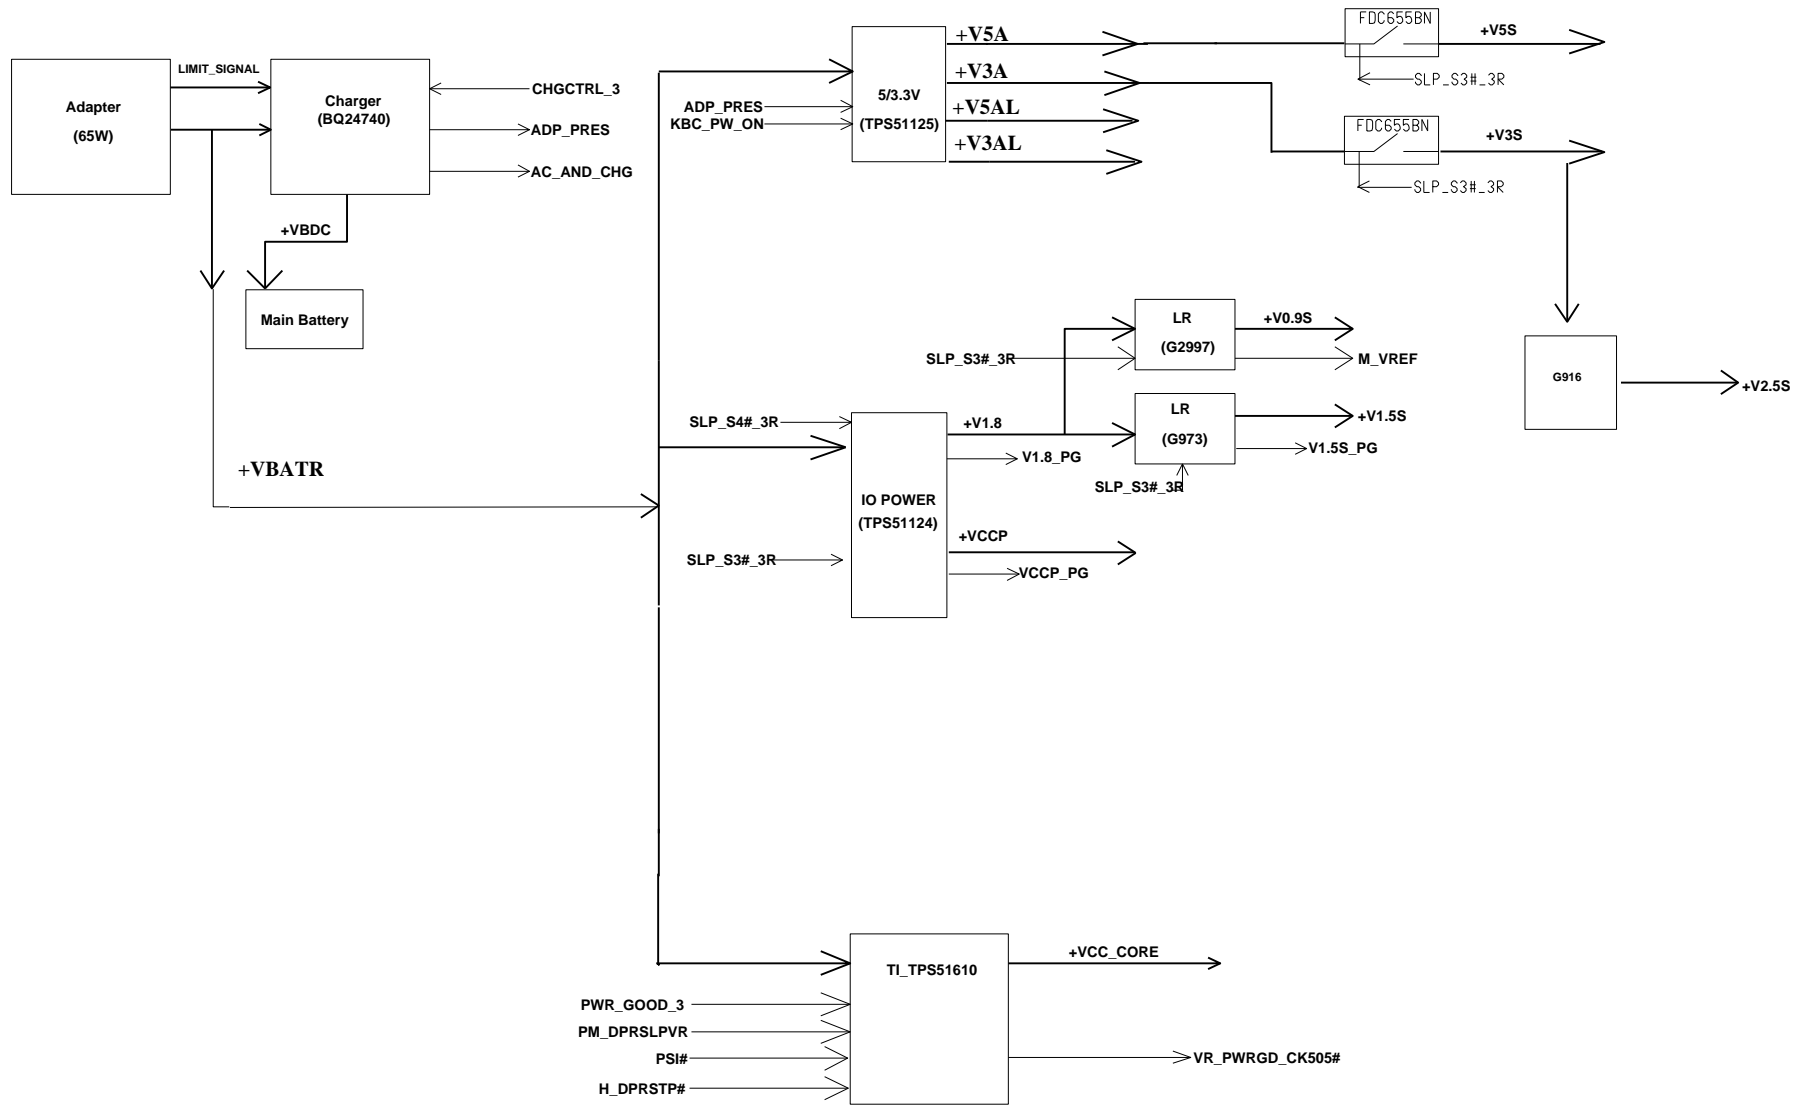 FDC655BN
+V5S
SLP_S3#_3R
+V5A
+V3A
+V5AL
+V3AL
5/3.3V
(TPS51125)
ADP_PRES
KBC_PW_ON
FDC655BN
+V3S
SLP_S3#_3R
Adapter
(65W)
LIMIT_SIGNAL
Charger
(BQ24740)
CHGCTRL_3
ADP_PRES
AC_AND_CHG
+VBDC
Main Battery
LR
(G2997)
+V0.9S
SLP_S3#_3R
M_VREF
G916
+V2.5S
LR
(G973)
+V1.5S
V1.5S_PG
SLP_S3#_3R
SLP_S4#_3R
+V1.8
V1.8_PG
+VBATR
IO POWER
(TPS51124)
+VCCP
SLP_S3#_3R
VCCP_PG
TI_TPS51610
+VCC_CORE
PWR_GOOD_3
PM_DPRSLPVR
PSI#
VR_PWRGD_CK505#
H_DPRSTP#